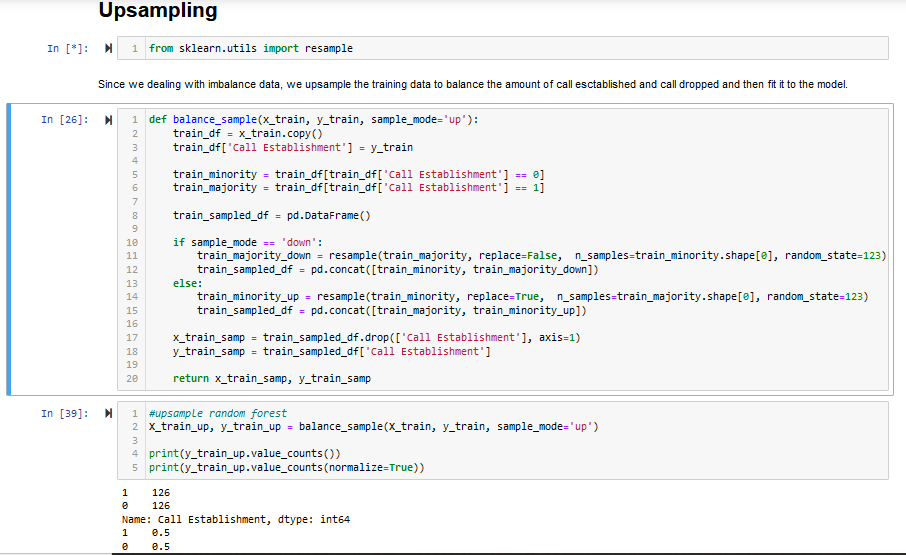 Upsampling
In [*]:
1 from sklearn.utils import resample
Since we dealing with imbalance data, we upsample the training data to balance the amount of call esctablished and call dropped and then fit it to the model.
In [26]:
1 def balance_sample(x_train, y_train, sample_mode='up'):
2     train_df = x_train.copy()
3     train_df['Call Establishment'] = y_train
4
5     train_minority = train_df[train_df['Call Establishment'] == 0]
6     train_majority = train_df[train_df['Call Establishment'] == 1]
7
8     train_sampled_df = pd.DataFrame()
9
10     if sample_mode == 'down':
11         train_majority_down = resample(train_majority, replace=False,  n_samples=train_minority.shape[0], random_state=123)
12         train_sampled_df = pd.concat([train_minority, train_majority_down])
13     else:
14         train_minority_up = resample(train_minority, replace=True,  n_samples=train_majority.shape[0], random_state=123)
15         train_sampled_df = pd.concat([train_majority, train_minority_up])
16
17     x_train_samp = train_sampled_df.drop(['Call Establishment'], axis=1)
18     y_train_samp = train_sampled_df['Call Establishment']
19
20     return x_train_samp, y_train_samp
In [39]:
1 #upsample random forest
2 X_train_up, y_train_up = balance_sample(X_train, y_train, sample_mode='up')
3
4 print(y_train_up.value_counts())
5 print(y_train_up.value_counts(normalize=True))
1    126
0    126
Name: Call Establishment, dtype: int64
1    0.5
0    0.5